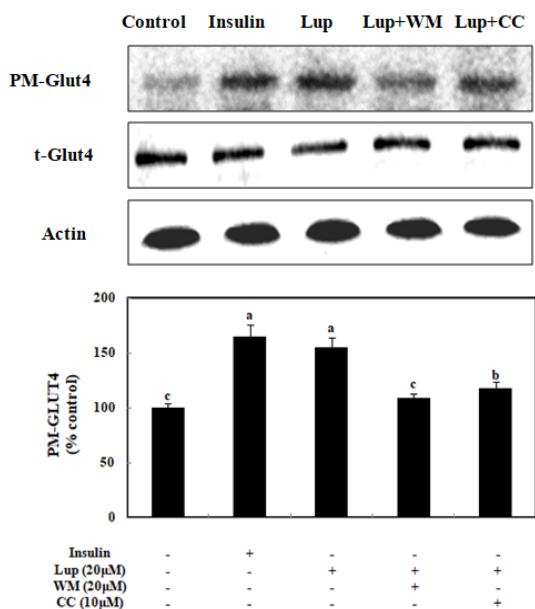 Control Insulin Lup Lup+WM Lup+CC
PM-Glut4
t-Glut4
Actin
200
150
100
50
0
PM-GLUT4
(% control)
c a a c b
Insulin - + - - -
Lup (20μM) - - + + +
WM (20μM) - - - + -
CC (10μM) - - - - +